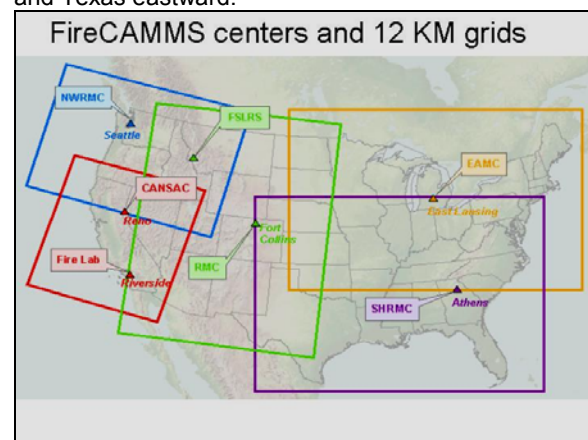 and Texas eastward.
FireCAMMS centers and 12 KM grids
NWRMC
Seattle
FSLRS
CANSAC
Reno
EAMC
East Lansing
Fort
Collins
RMC
Fire Lab
Riverside
SHRMC
Athens